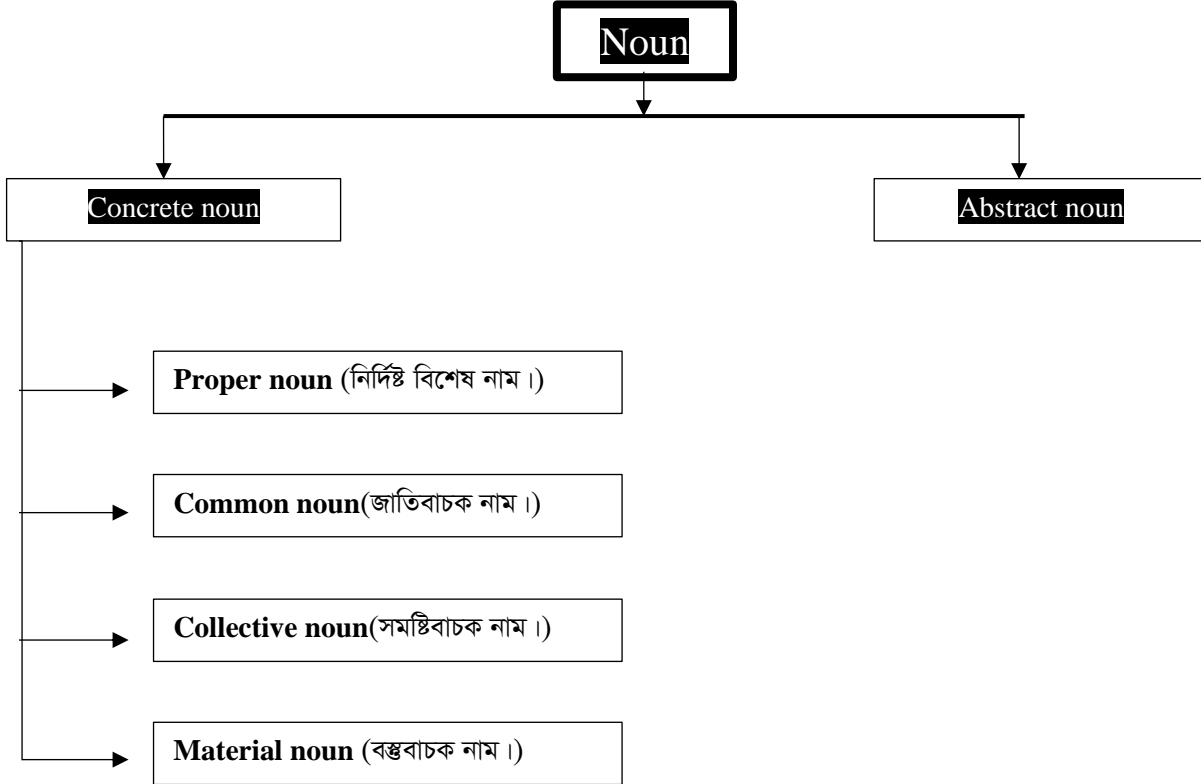 Noun
Concrete noun
Abstract noun
Proper noun (নির্দিষ্ট বিশেষ নাম।)
Common noun(জাতিবাচক নাম।)
Collective noun(সমষ্টিবাচক নাম।)
Material noun (বস্তুবাচক নাম।)